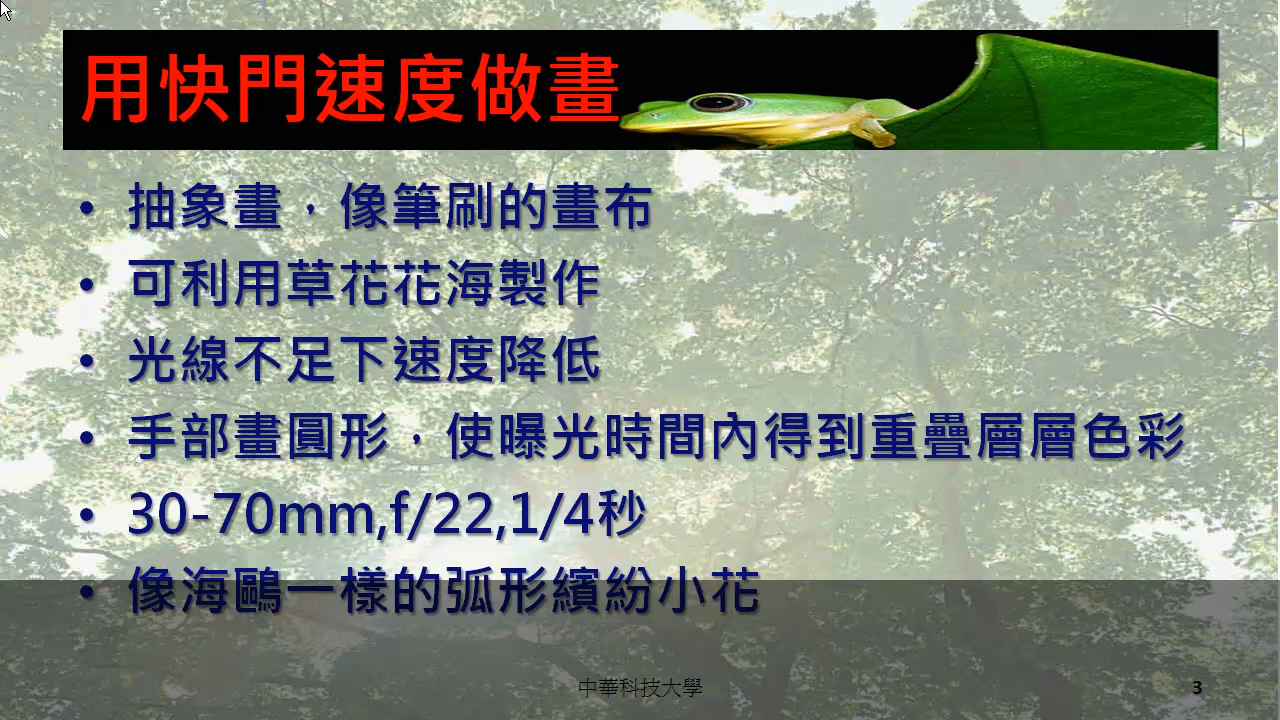 用快門速度做畫
• 抽象畫，像筆刷的畫布
• 可利用草花花海製作
• 光線不足下速度降低
• 手部畫圓形，使曝光時間內得到重疊層層色彩
• 30-70mm,f/22,1/4秒
• 像海鷗一樣的弧形繽紛小花
中華科技大學
3